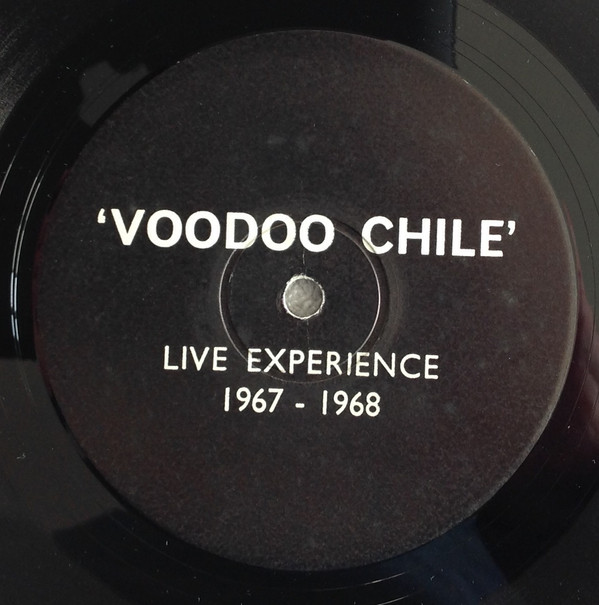 ‘VOODOO CHILE’
LIVE EXPERIENCE
1967 - 1968